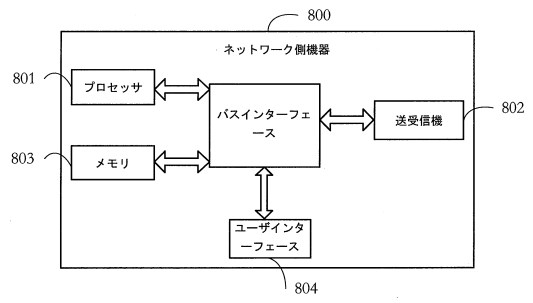 800
ネットワーク側機器
801
プロセッサ
バスインターフェ
ース
送受信機
802
803
メモリ
ユーザインタ
ーフェース
804